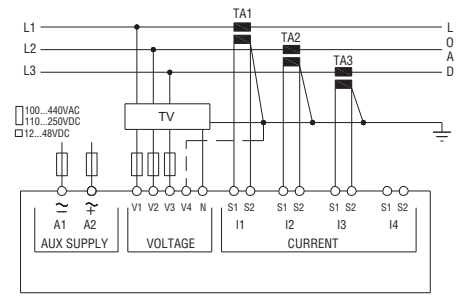 TA1
L1 L
L2 TA2 O
TA3 A
L3 D
100...440VAC
110...250VDC
12...48VDC
TV
V1 V2 V3 V4 N S1 S2 S1 S2 S1 S2 S1 S2
A1 A2 I1 I2 I3 I4
AUX SUPPLY VOLTAGE CURRENT